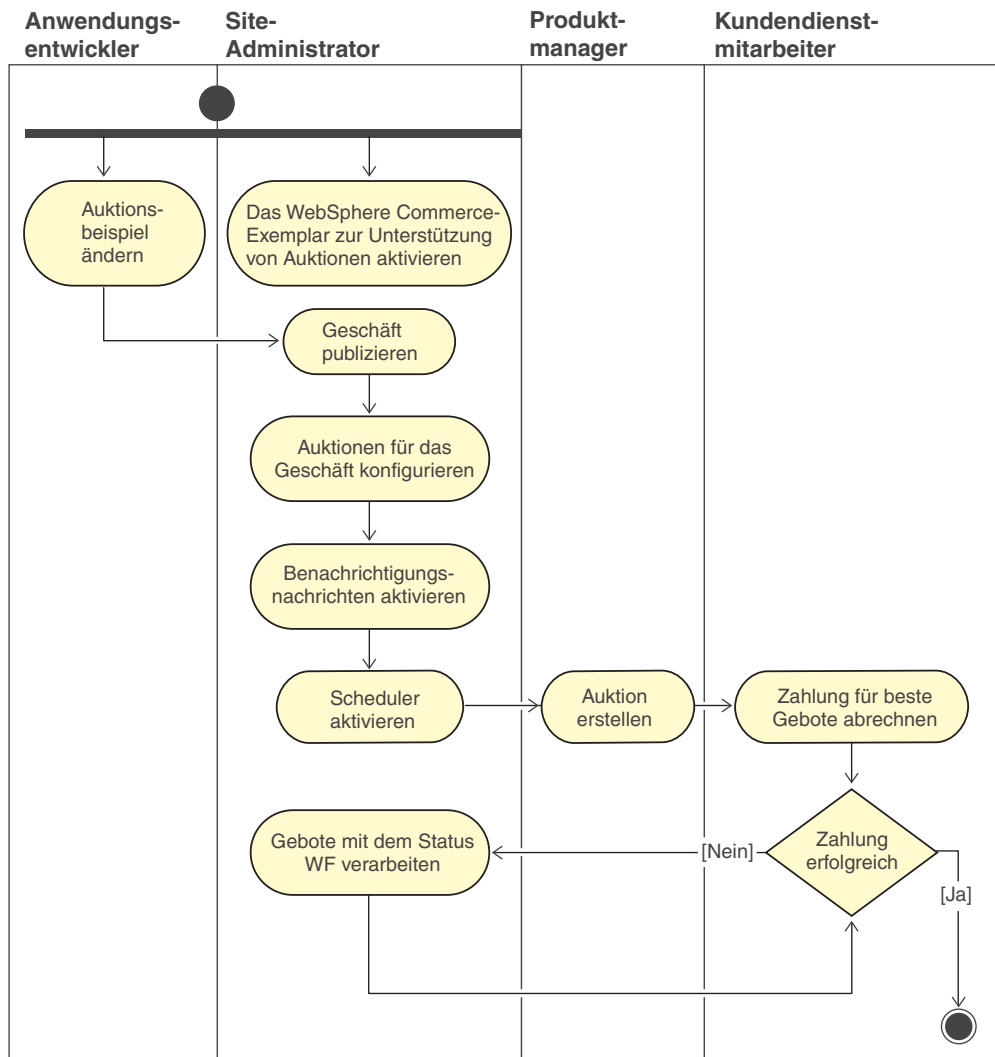 Anwendungs-
entwickler
Site-
Administrator
Produkt-
manager
Kundendienst-
mitarbeiter
Auktions-
beispiel
ändern
Das WebSphere Commerce-
Exemplar zur Unterstützung
von Auktionen aktivieren
Geschäft
publizieren
Auktionen für das
Geschäft konfigurieren
Benachrichtigungs-
nachrichten aktivieren
Scheduler
aktivieren
Auktion
erstellen
Zahlung für beste
Gebote abrechnen
Gebote mit dem Status
WF verarbeiten
[Nein]
Zahlung
erfolgreich
[Ja]